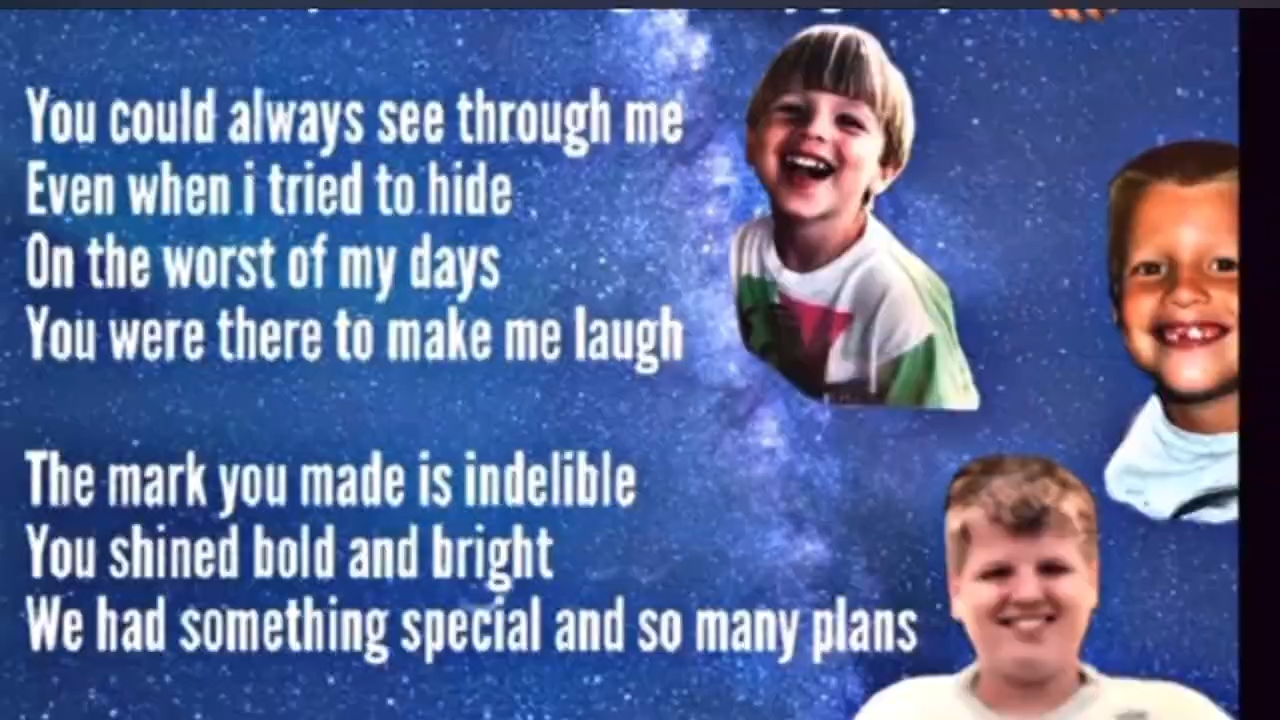 You could always see through me
Even when i tried to hide
On the worst of my days
You were there to make me laugh
The mark you made is indelible
You shined bold and bright
We had something special and so many plans